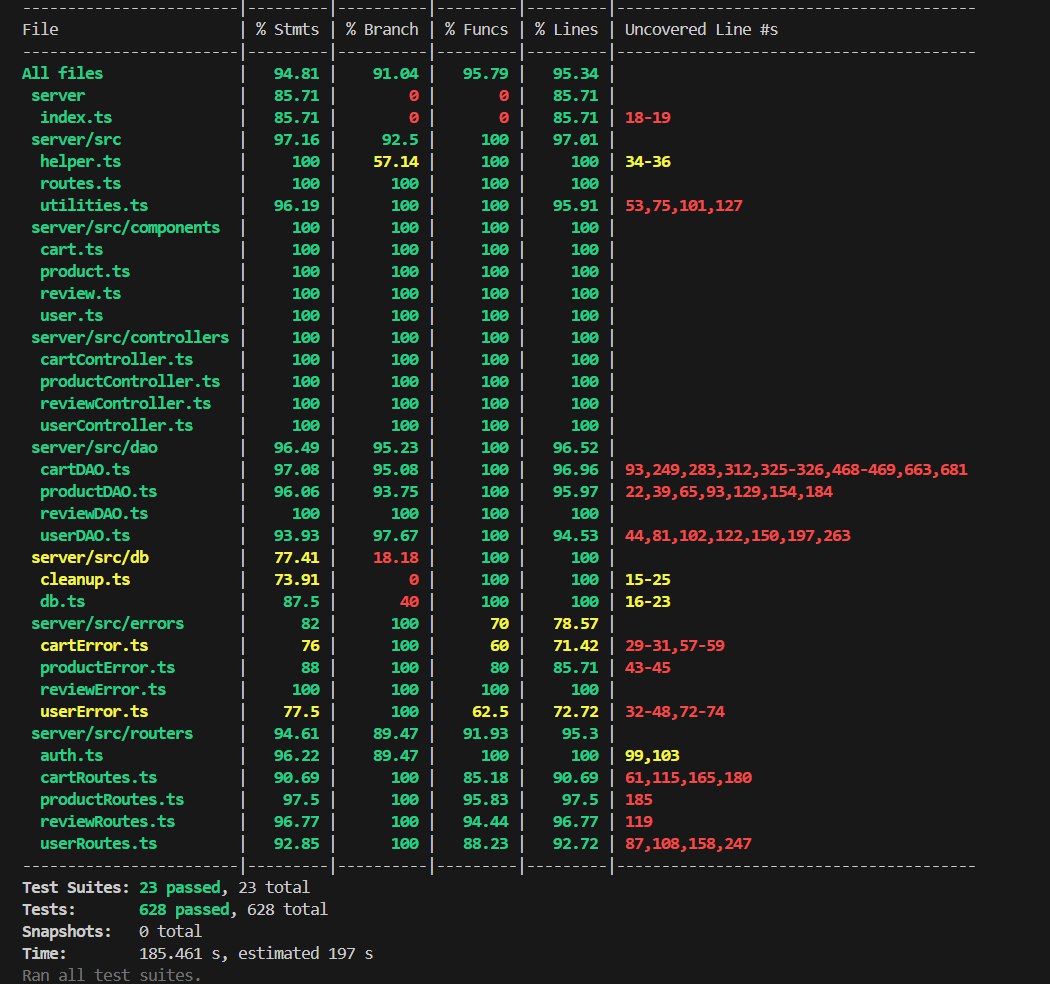 -----------------------|---------|----------|---------|---------|----------------------------------------
File                   | % Stmts | % Branch | % Funcs | % Lines | Uncovered Line #s
-----------------------|---------|----------|---------|---------|----------------------------------------
All files              |   94.81 |    91.04 |   95.79 |   95.34 |
 server                |   85.71 |        0 |       0 |   85.71 |
  index.ts             |   85.71 |        0 |       0 |   85.71 | 18-19
 server/src            |   97.16 |     92.5 |     100 |   97.01 |
  helper.ts            |     100 |    57.14 |     100 |     100 | 34-36
  routes.ts            |     100 |      100 |     100 |     100 |
  utilities.ts         |   96.19 |      100 |     100 |   95.91 | 53,75,101,127
 server/src/components |     100 |      100 |     100 |     100 |
  cart.ts              |     100 |      100 |     100 |     100 |
  product.ts           |     100 |      100 |     100 |     100 |
  review.ts            |     100 |      100 |     100 |     100 |
  user.ts              |     100 |      100 |     100 |     100 |
 server/src/controllers |     100 |      100 |     100 |     100 |
  cartController.ts    |     100 |      100 |     100 |     100 |
  productController.ts |     100 |      100 |     100 |     100 |
  reviewController.ts  |     100 |      100 |     100 |     100 |
  userController.ts    |     100 |      100 |     100 |     100 |
 server/src/dao        |   96.49 |    95.23 |     100 |   96.52 |
  cartDAO.ts           |   97.08 |    95.08 |     100 |   96.96 | 93,249,283,312,325-326,468-469,663,681
  productDAO.ts        |   96.06 |    93.75 |     100 |   95.97 | 22,39,65,93,129,154,184
  reviewDAO.ts         |     100 |      100 |     100 |     100 |
  userDAO.ts           |   93.93 |    97.67 |     100 |   94.53 | 44,81,102,122,150,197,263
 server/src/db         |   77.41 |    18.18 |     100 |     100 |
  cleanup.ts           |   73.91 |        0 |     100 |     100 | 15-25
  db.ts                |    87.5 |       40 |     100 |     100 | 16-23
 server/src/errors     |      82 |      100 |      70 |   78.57 |
  cartError.ts         |      76 |      100 |      60 |   71.42 | 29-31,57-59
  productError.ts      |      88 |      100 |      80 |   85.71 | 43-45
  reviewError.ts       |     100 |      100 |     100 |     100 |
  userError.ts         |    77.5 |      100 |    62.5 |   72.72 | 32-48,72-74
 server/src/routers    |   94.61 |    89.47 |   91.93 |    95.3 |
  auth.ts              |   96.22 |    89.47 |     100 |     100 | 99,103
  cartRoutes.ts        |   90.69 |      100 |   85.18 |   90.69 | 61,115,165,180
  productRoutes.ts     |    97.5 |      100 |   95.83 |    97.5 | 185
  reviewRoutes.ts      |   96.77 |      100 |   94.44 |   96.77 | 119
  userRoutes.ts        |   92.85 |      100 |   88.23 |   92.72 | 87,108,158,247
-----------------------|---------|----------|---------|---------|----------------------------------------
Test Suites: 23 passed, 23 total
Tests:       628 passed, 628 total
Snapshots:   0 total
Time:        185.461 s, estimated 197 s
Ran all test suites.